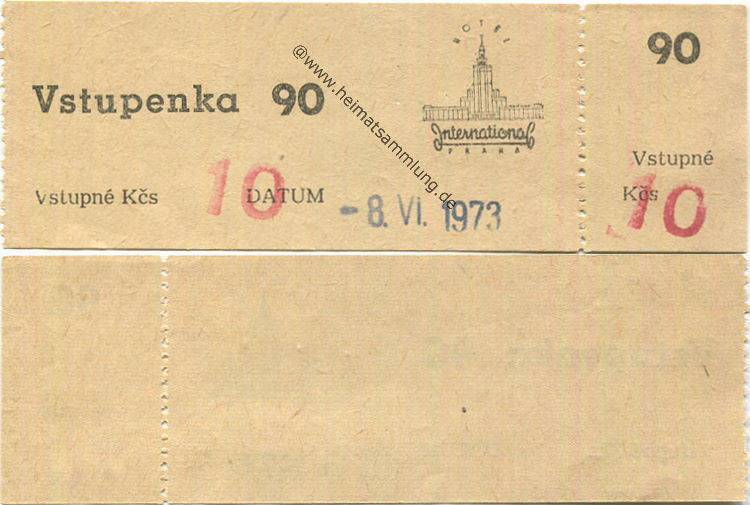 Vstupenka 90
HOTEL
International
PRAHA
Vstupné Kčs 10 DATUM - 8. VI. 1973
90
Vstupné
Kčs 10
@www.heimatsammlung.de